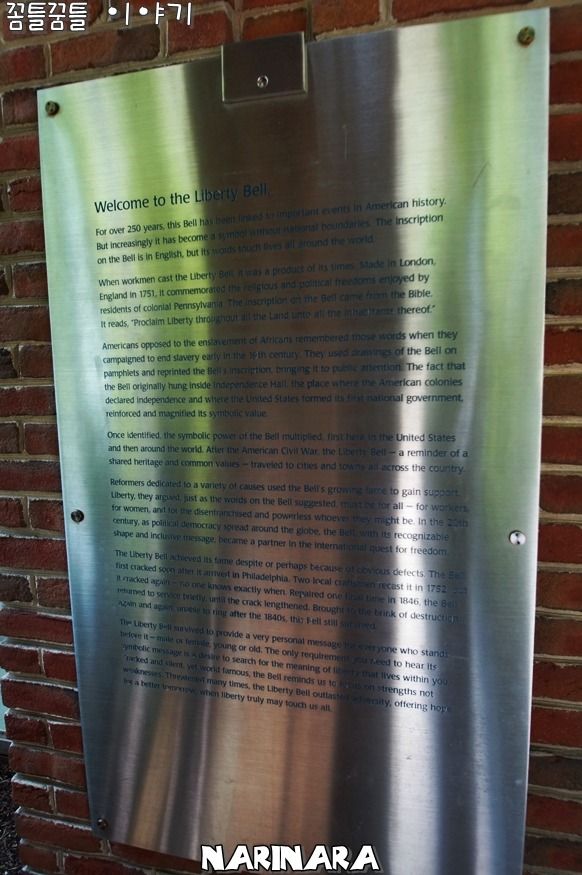 꿈틀꿈틀 이야기
Welcome to the Liberty Bell.
For over 250 years, this Bell has been linked to important events in American history.
But increasingly it has become a symbol without national boundaries. The inscription
on the Bell is in English, but its words touch lives all around the world.
When workmen cast the Liberty Bell, it was a product of its times. Made in London,
England in 1751, it commemorated the religious and political freedoms enjoyed by
residents of colonial Pennsylvania. The inscription on the Bell came from the Bible.
It reads, "Proclaim Liberty throughout all the Land unto all the inhabitants thereof."
Americans opposed to the enslavement of Africans remembered those words when they
campaigned to end slavery early in the 19th century. They used drawings of the Bell on
pamphlets and reprinted the Bell's inscription, bringing it to public attention. The fact that
the Bell originally hung inside Independence Hall, the place where the American colonies
declared independence and where the United States formed its first national government,
reinforced and magnified its symbolic value.
Once identified, the symbolic power of the Bell multiplied, first here in the United States
and then around the world. After the American Civil War, the Liberty Bell – a reminder of a
shared heritage and common values – traveled to cities and towns all across the country.
Reformers dedicated to a variety of causes used the Bell's growing fame to gain support.
Liberty, they argued, just as the words on the Bell suggested, must be for all – for workers,
for women, and for the disenfranchised and powerless whoever they might be. In the 20th
century, as political democracy spread around the globe, the Bell, with its recognizable
shape and inclusive message, became a partner in the international quest for freedom.
The Liberty Bell achieved its fame despite or perhaps because of obvious defects. The Bell
first cracked soon after it arrived in Philadelphia. Two local craftsmen recast it in 1752, but
it cracked again – no one knows exactly when. Repaired one final time in 1846, the Bell
returned to service briefly, until the crack lengthened. Brought to the brink of destruction
again and again, unable to ring after the 1840s, this Bell still survived.
The Liberty Bell survived to provide a very personal message for everyone who stands
before it – male or female, young or old. The only requirement you need to hear its
symbolic message is a desire to search for the meaning of liberty that lives within you.
Cracked and silent, yet world famous, the Bell reminds us to focus on strengths not
weaknesses. Threatened many times, the Liberty Bell outlasted adversity, offering hope
for a better tomorrow, when liberty truly may touch us all.
NARINARA